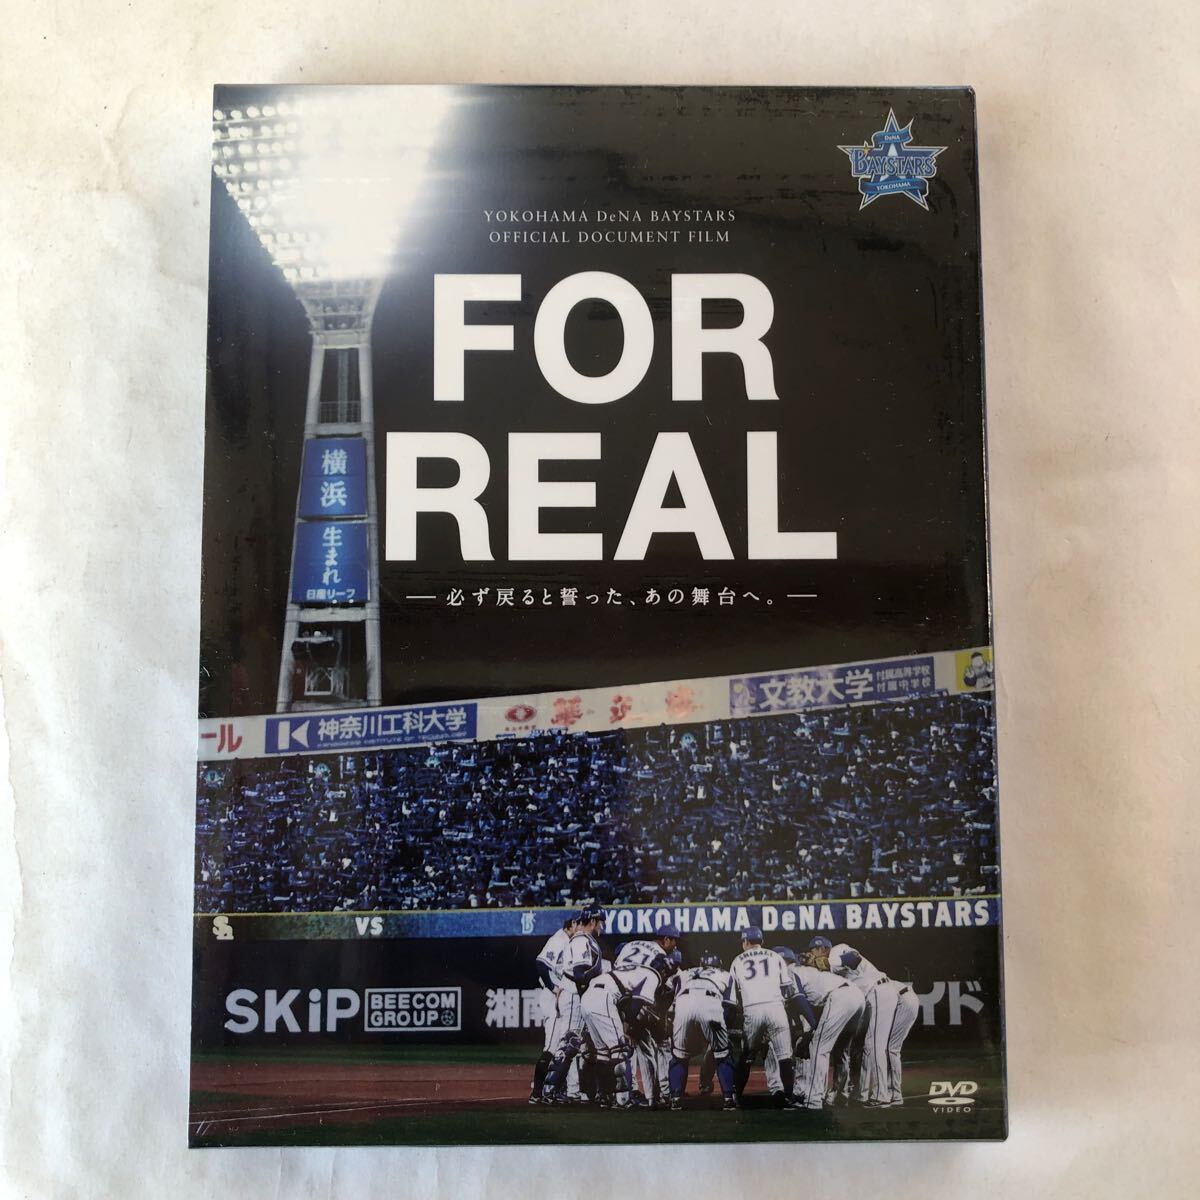 DeNA
BAYSTARS
YOKOHAMA
YOKOHAMA DeNA BAYSTARS
OFFICIAL DOCUMENT FILM
FOR
REAL
必ず戻ると誓った、あの舞台へ。
横浜
生まれ
日産リーフ
ール
神奈川工科大学
文教大学
付属高等学校
付属中学校
VS
YOKOHAMA DeNA BAYSTARS
21
SHIBATA
31
SKiP
BEECOM
GROUP
湘南
イド
DVD
VIDEO